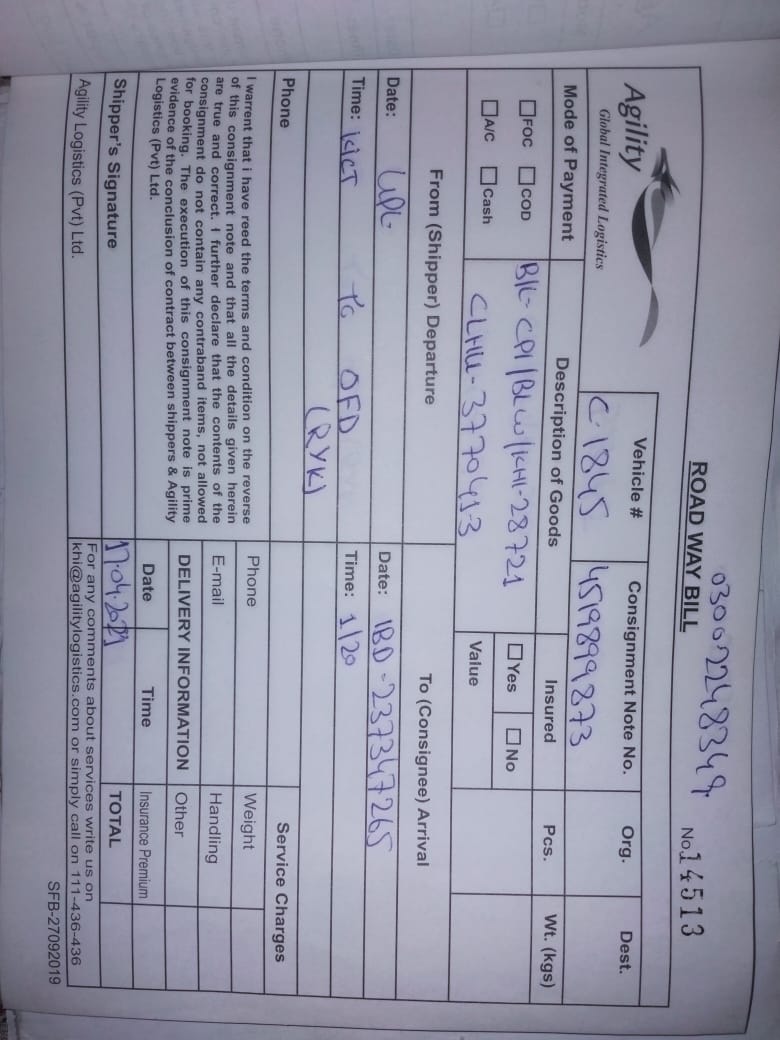 03002248349
ROAD WAY BILL
No.14513
Agility
Global Integrated Logistics
Vehicle #
C-1845
Consignment Note No.
4519899873
Org.
Dest.
Mode of Payment
FOC COD
A/C Cash
Description of Goods
B/L- CPI/BLW/KHI-28721
CLHU-3770413
Insured
Yes No
Value
Pcs.
Wt. (kgs)
From (Shipper) Departure
To (Consignee) Arrival
Date: UPL
Date: IBD-237347265
Time: KICT To OFD
(RYK)
Time: 1/20
Phone
I warrent that i have reed the terms and condition on the reverse
of this consignment note and that all the details given herein
are true and correct. I further declare that the contents of the
consignment do not contain any contraband items, not allowed
for booking. The execution of this consignment note is prime
evidence of the conclusion of contract between shippers & Agility
Logistics (Pvt) Ltd.
Shipper's Signature
Agility Logistics (Pvt) Ltd.
Phone
E-mail
DELIVERY INFORMATION
Date Time
17.04.2021
Service Charges
Weight
Handling
Other
Insurance Premium
TOTAL
For any comments about services write us on
khi@agilitylogistics.com or simply call on 111-436-436
SFB-27092019